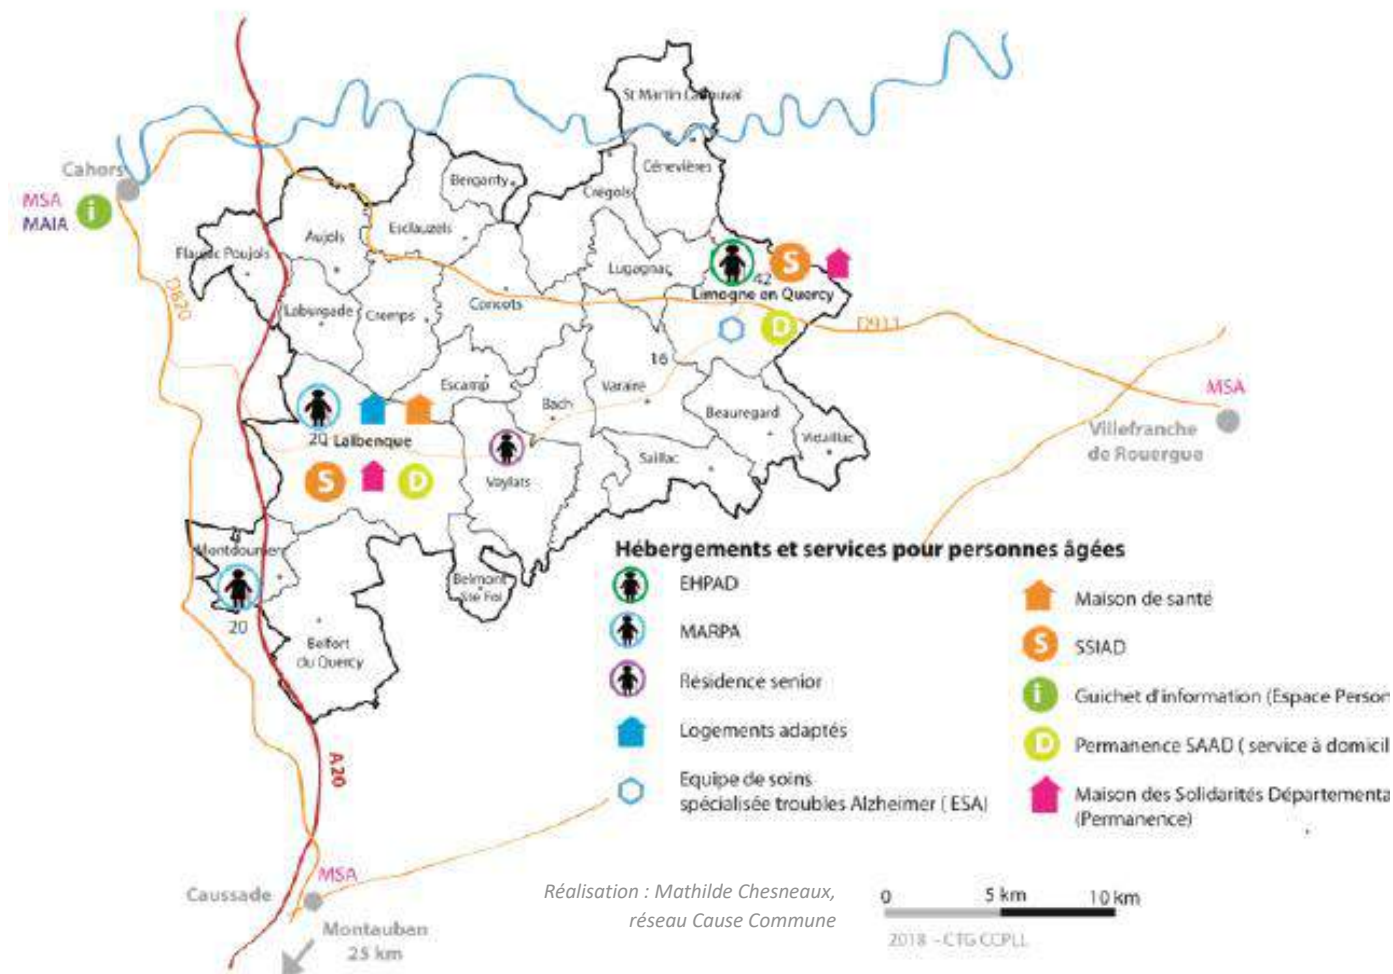 St Martin Labouval
Cénevières
Cahors
MSA
MAIA
i
Berganty
Crégols
Esclauzels
Aujols
Flaujac Poujols
Lugagnac
S
42
Limogne en Quercy
D820
Laburgade
Cremps
Concots
D
D911
16
Escamp
Varaire
Bach
Beauregard
MSA
20 Lalbenque
Vidaillac
Villefranche
de Rouergue
Saillac
S
D
Vaylats
Montdoumerc
Belmont
Ste Foi
20
Belfort
du Quercy
A20
Hébergements et services pour personnes âgées
EHPAD
MARPA
Résidence senior
Logements adaptés
Equipe de soins
spécialisée troubles Alzheimer ( ESA)
Maison de santé
S SSIAD
i Guichet d'information (Espace Person
D Permanence SAAD ( service à domicil
Maison des Solidarités Départementa
(Permanence)
MSA
Caussade
Montauban
25 km
Réalisation : Mathilde Chesneaux,
réseau Cause Commune
0 5 km 10 km
2018 - CTG CCPLL